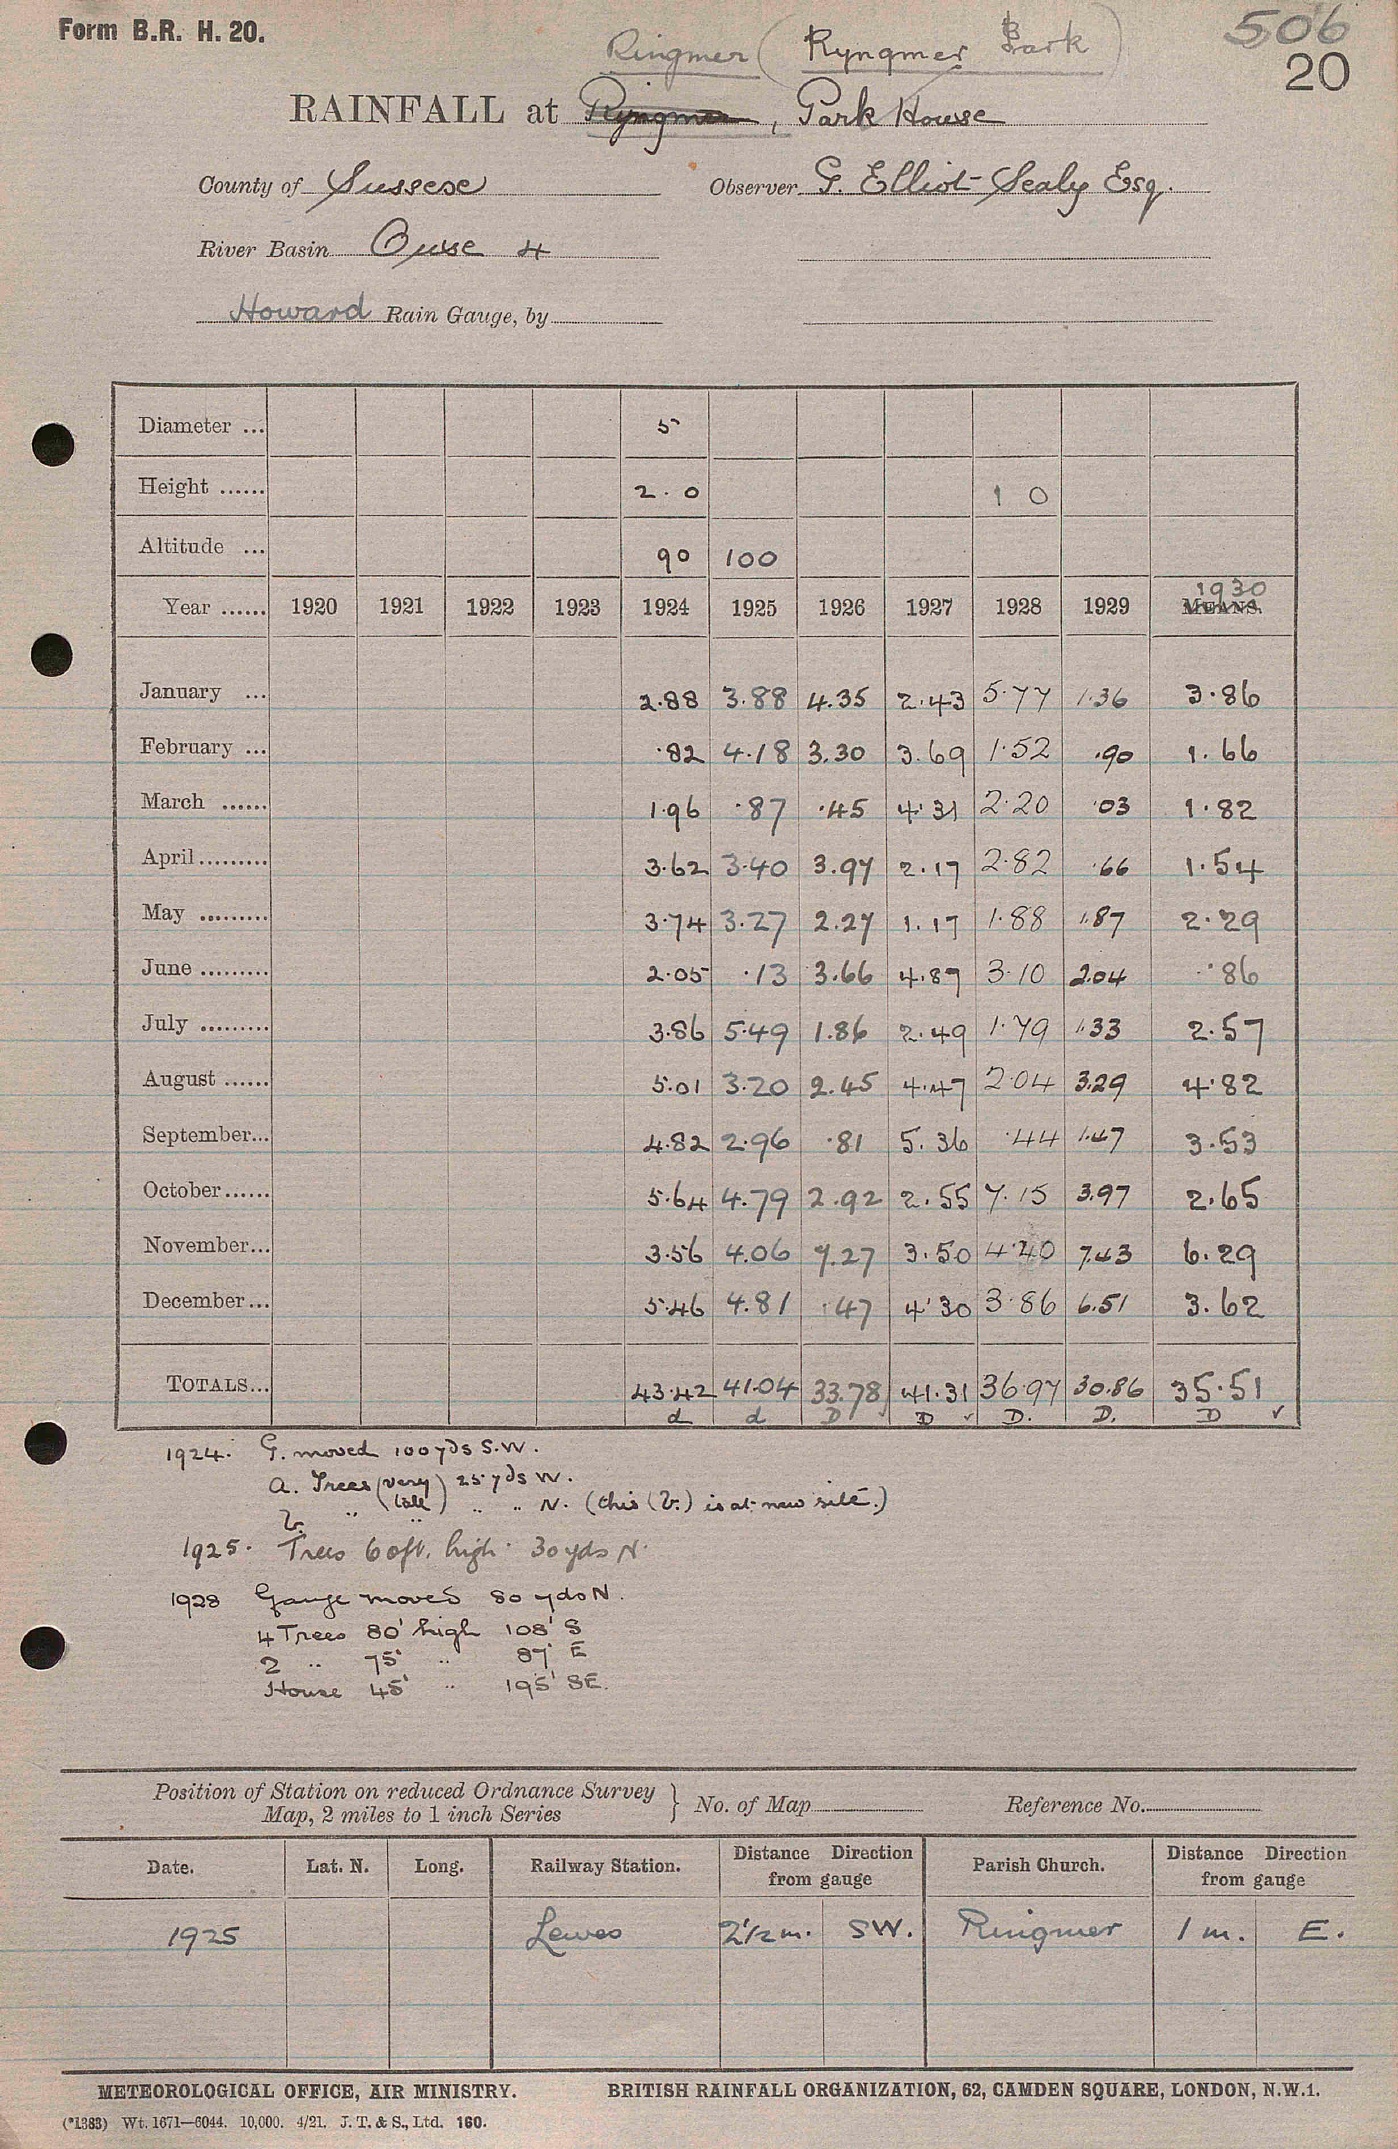 Form B.R. H. 20.
506
20
Ringmer (Ryngmer Park)
RAINFALL at Ryngmer, Park House
County of Sussex Observer G. Elliot-Sealy Esq.
River Basin Ouse 4
Howard Rain Gauge, by
Diameter ... 5
Height ...... 2.0 1 0
Altitude ... 90 100
1930
Year ...... 1920 1921 1922 1923 1924 1925 1926 1927 1928 1929 MEANS.
January ... 2.88 3.88 4.35 2.43 5.77 1.36 3.86
February ... .82 4.18 3.30 3.69 1.52 .90 1.66
March ...... 1.96 .87 .45 4.31 2.20 .03 1.82
April ......... 3.62 3.40 3.97 2.17 2.82 .66 1.54
May ......... 3.74 3.27 2.27 1.17 1.88 1.87 2.29
June ......... 2.05 .13 3.66 4.87 3.10 2.04 .86
July ......... 3.86 5.49 1.86 2.49 1.79 1.33 2.57
August ...... 5.01 3.20 2.45 4.47 2.04 3.29 4.82
September... 4.82 2.96 .81 5.36 .44 1.47 3.53
October...... 5.64 4.79 2.92 2.55 7.15 3.97 2.65
November... 3.56 4.06 7.27 3.50 4.40 7.43 6.29
December... 5.46 4.81 .47 4.30 3.86 6.51 3.62
TOTALS... 43.42 41.04 33.78 41.31 36.97 30.86 35.51
d d D D ✓ D. D. D ✓
1924. G. moved 100 yds S.W.
a. Trees (very tall) 25 yds W.
b. " " " " N. (this (b.) is at new site.)
1925. Trees 60ft. high. 30 yds N.
1928 Gauge moved 80 yds N.
4 Trees 80' high 108' S
2 " 75' " 87' E
House 45' " 195' SE.
Position of Station on reduced Ordnance Survey
Map, 2 miles to 1 inch Series } No. of Map Reference No.
Date. Lat. N. Long. Railway Station. Distance Direction from gauge Parish Church. Distance Direction from gauge
1925 Lewes 2 1/2 m. SW. Ringmer 1 m. E.
METEOROLOGICAL OFFICE, AIR MINISTRY. BRITISH RAINFALL ORGANIZATION, 62, CAMDEN SQUARE, LONDON, N.W.1.
(*1383) Wt. 1671—6044. 10,000. 4/21. J. T. & S., Ltd. 160.